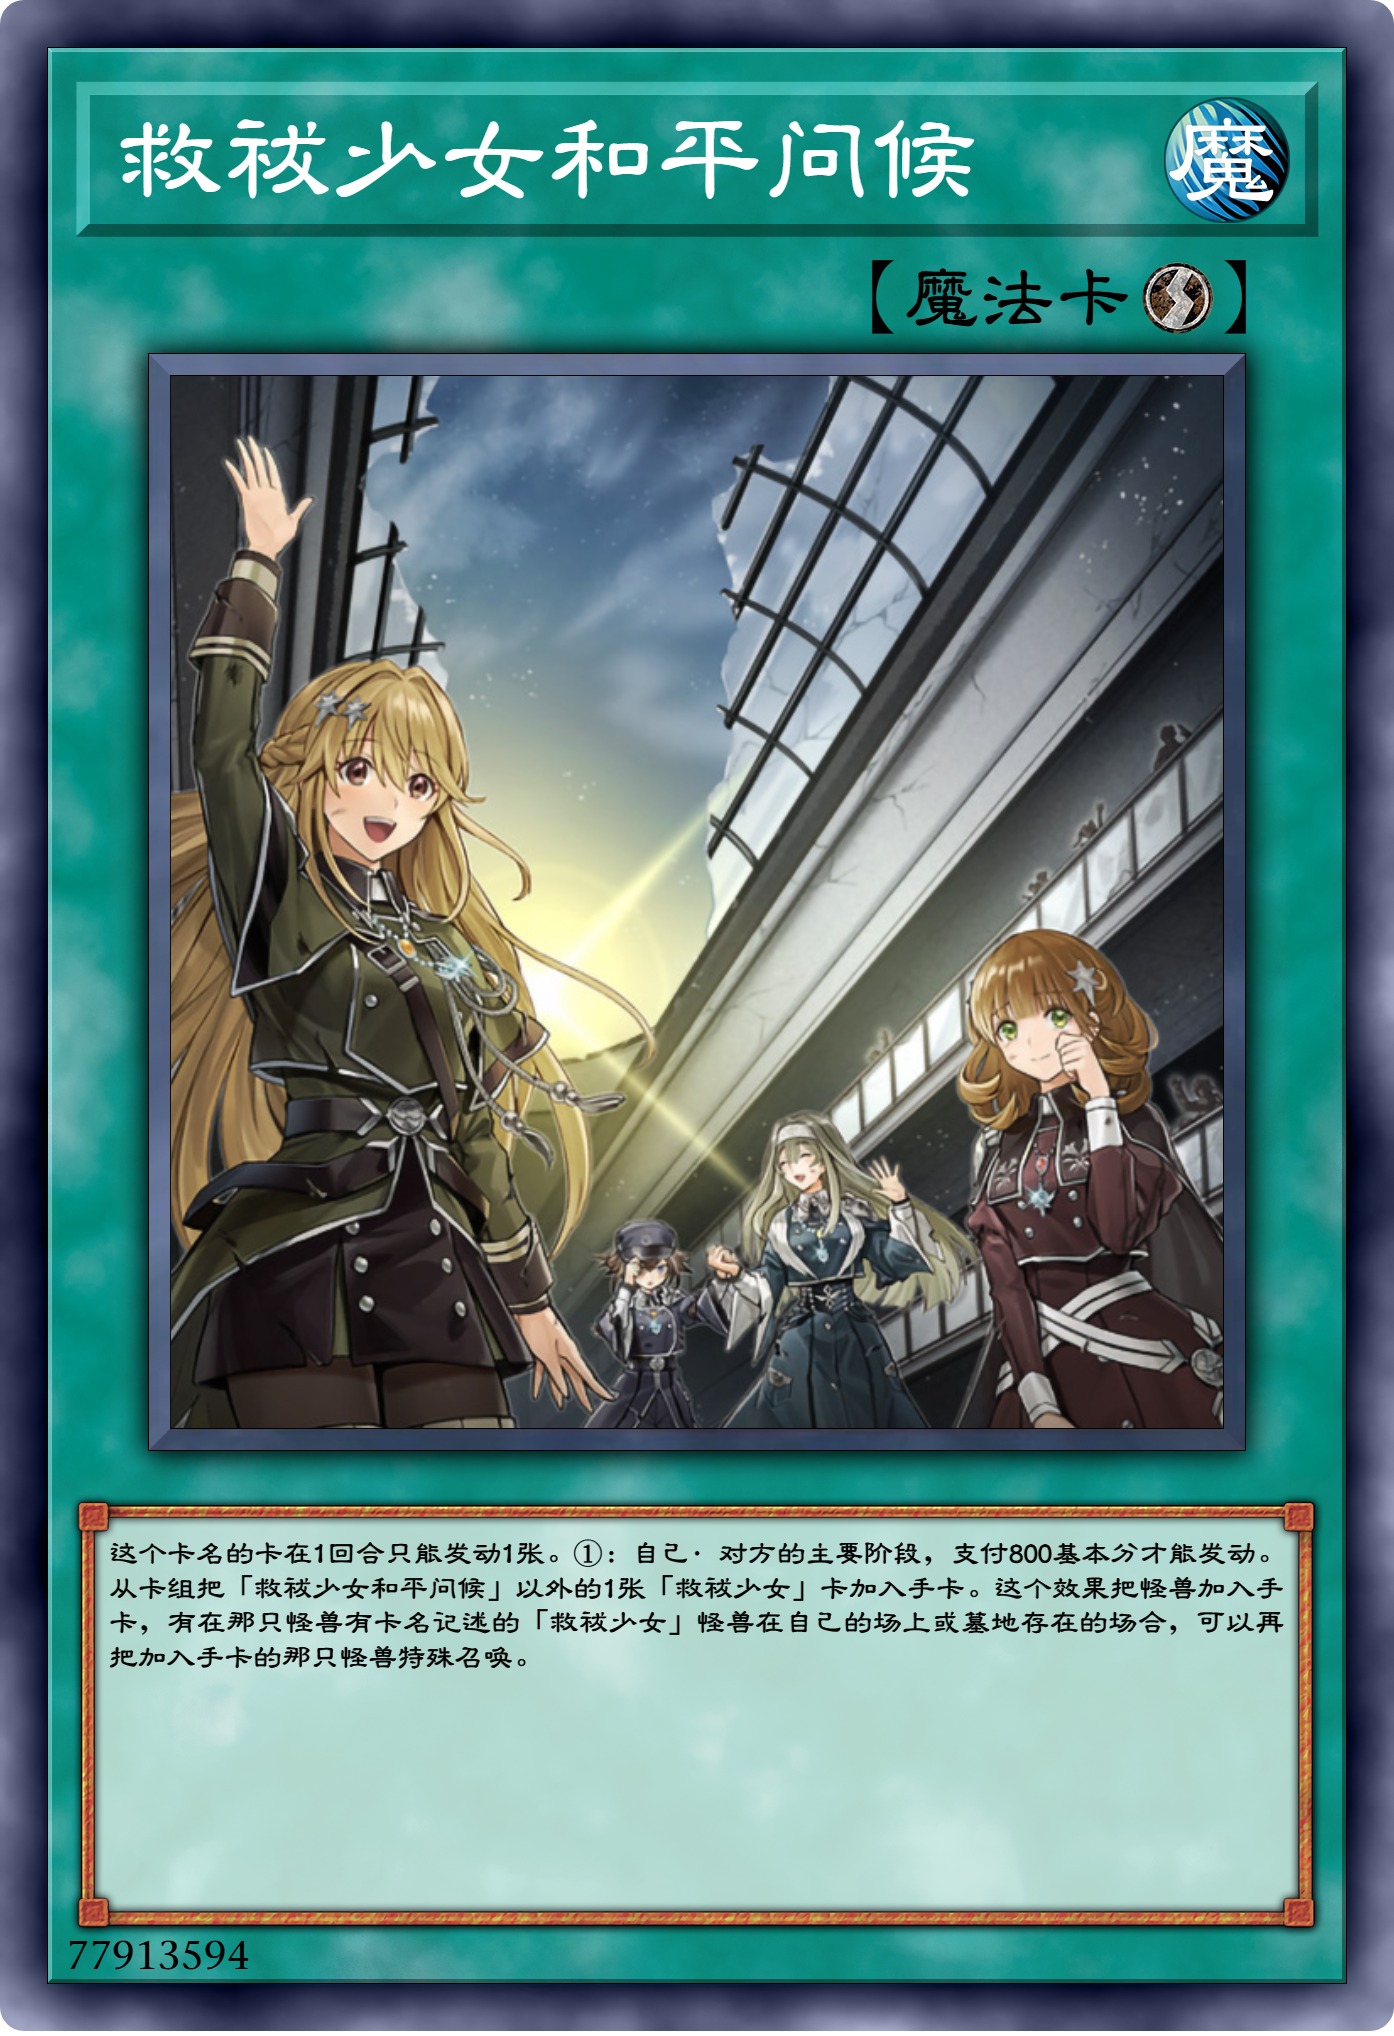 救祓少女和平问候
魔
【魔法卡】
这个卡名的卡在1回合只能发动1张。①：自己·对方的主要阶段，支付800基本分才能发动。
从卡组把「救祓少女和平问候」以外的1张「救祓少女」卡加入手卡。这个效果把怪兽加入手
卡，有在那只怪兽有卡名记述的「救祓少女」怪兽在自己的场上或墓地存在的场合，可以再
把加入手卡的那只怪兽特殊召唤。
77913594